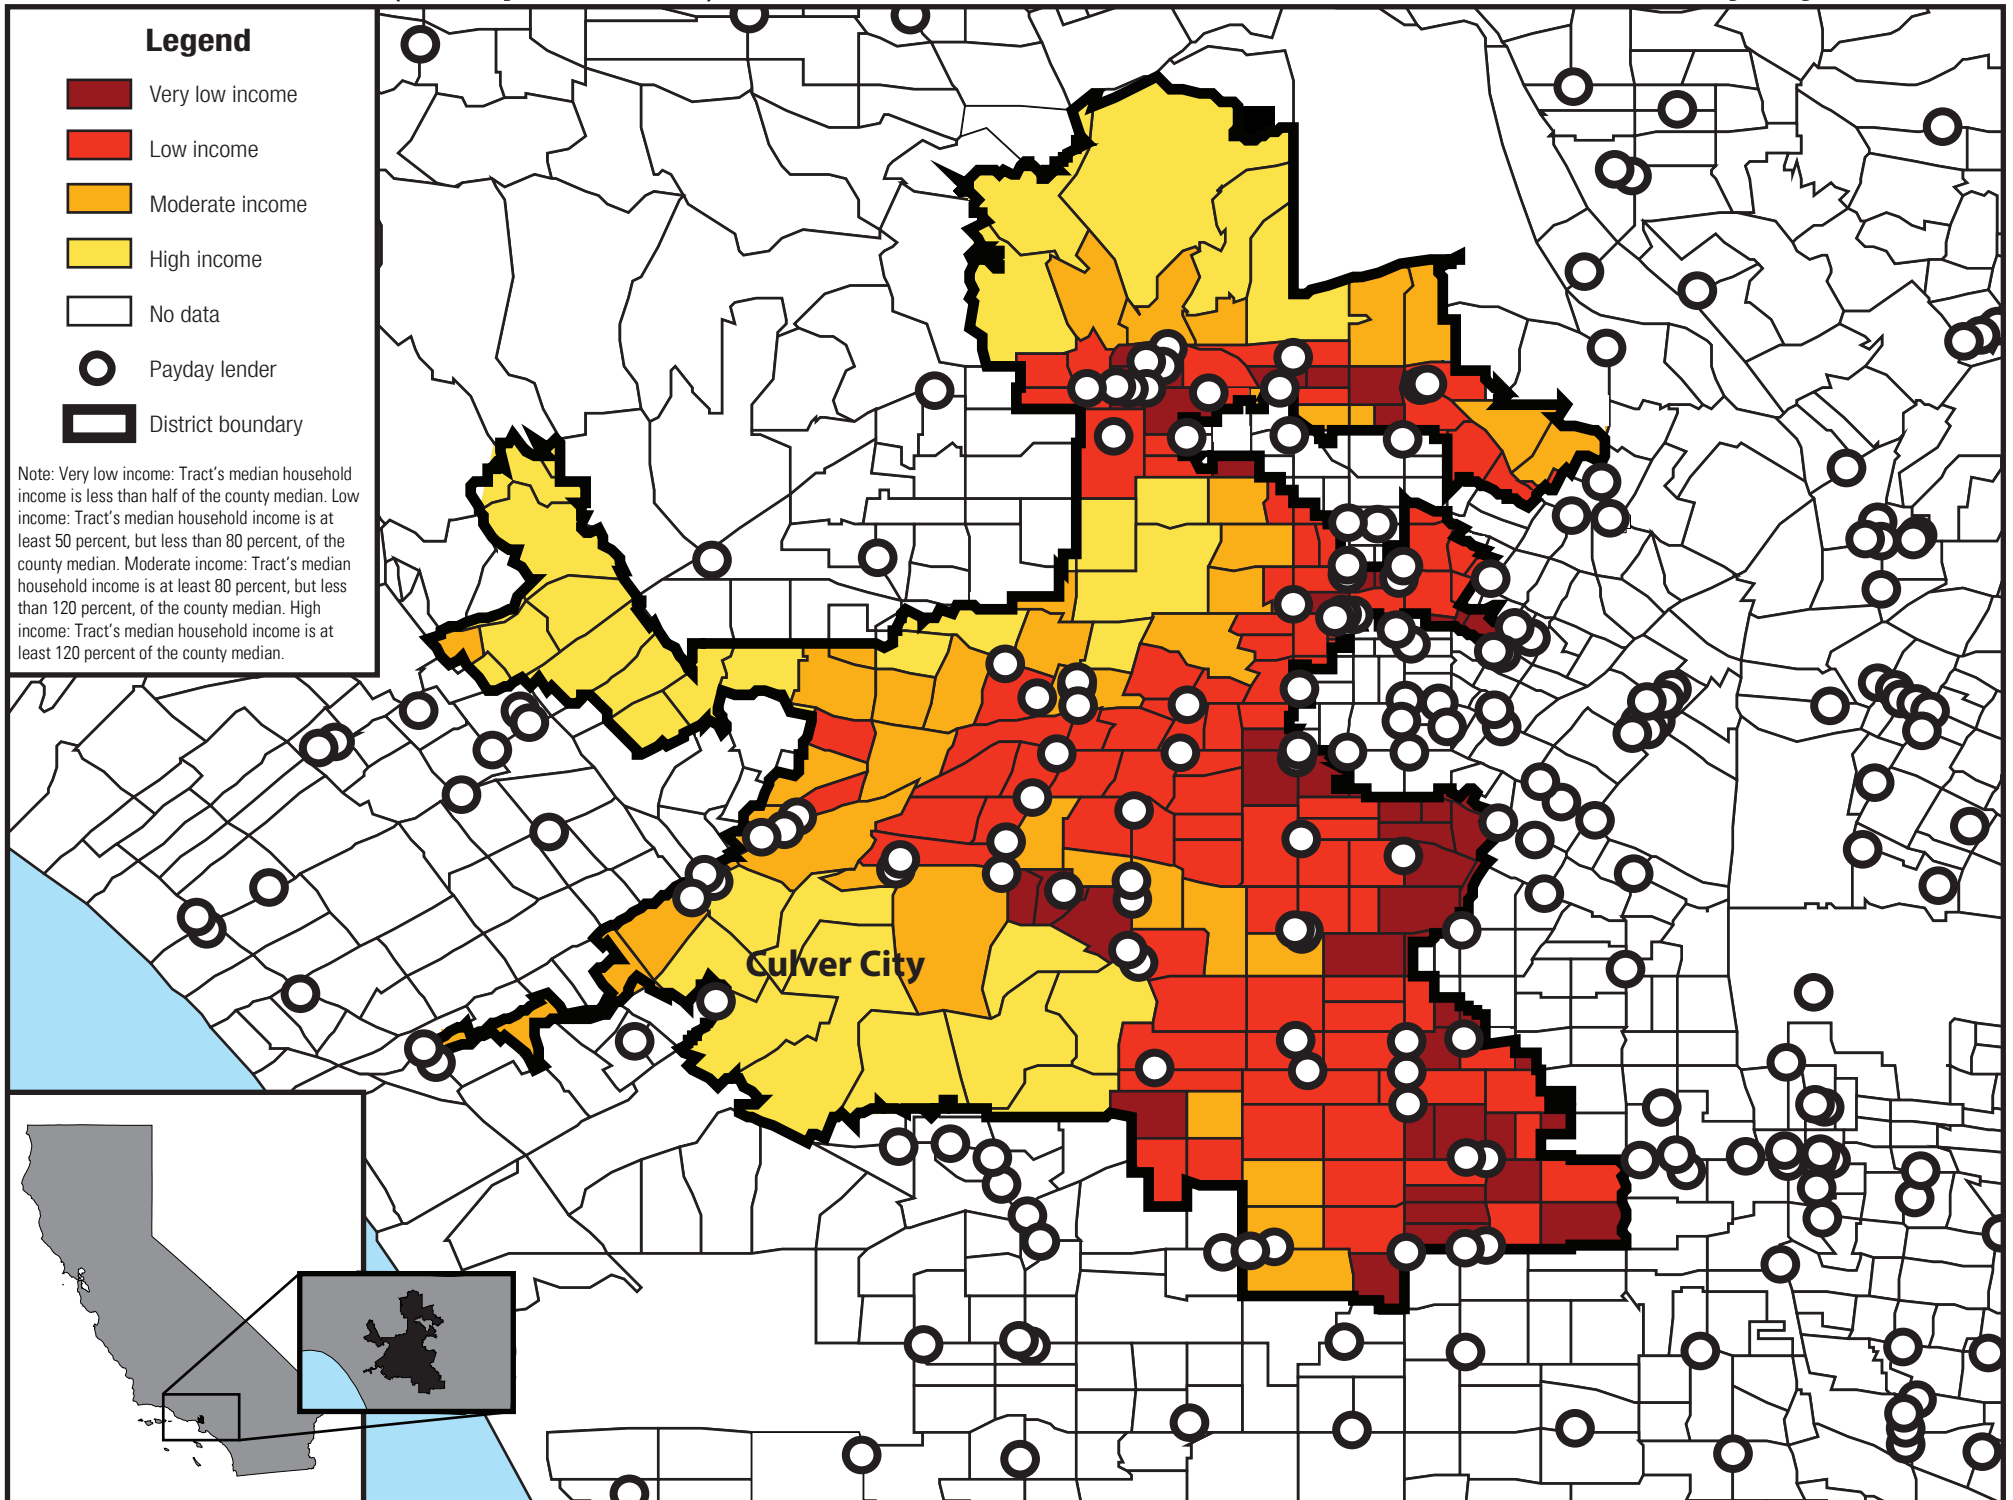 Legend
Very low income
Low income
Moderate income
High income
No data
Payday lender
District boundary
Note: Very low income: Tract’s median household
income is less than half of the county median. Low
income: Tract’s median household income is at
least 50 percent, but less than 80 percent, of the
county median. Moderate income: Tract’s median
household income is at least 80 percent, but less
than 120 percent, of the county median. High
income: Tract’s median household income is at
least 120 percent of the county median.
Culver City